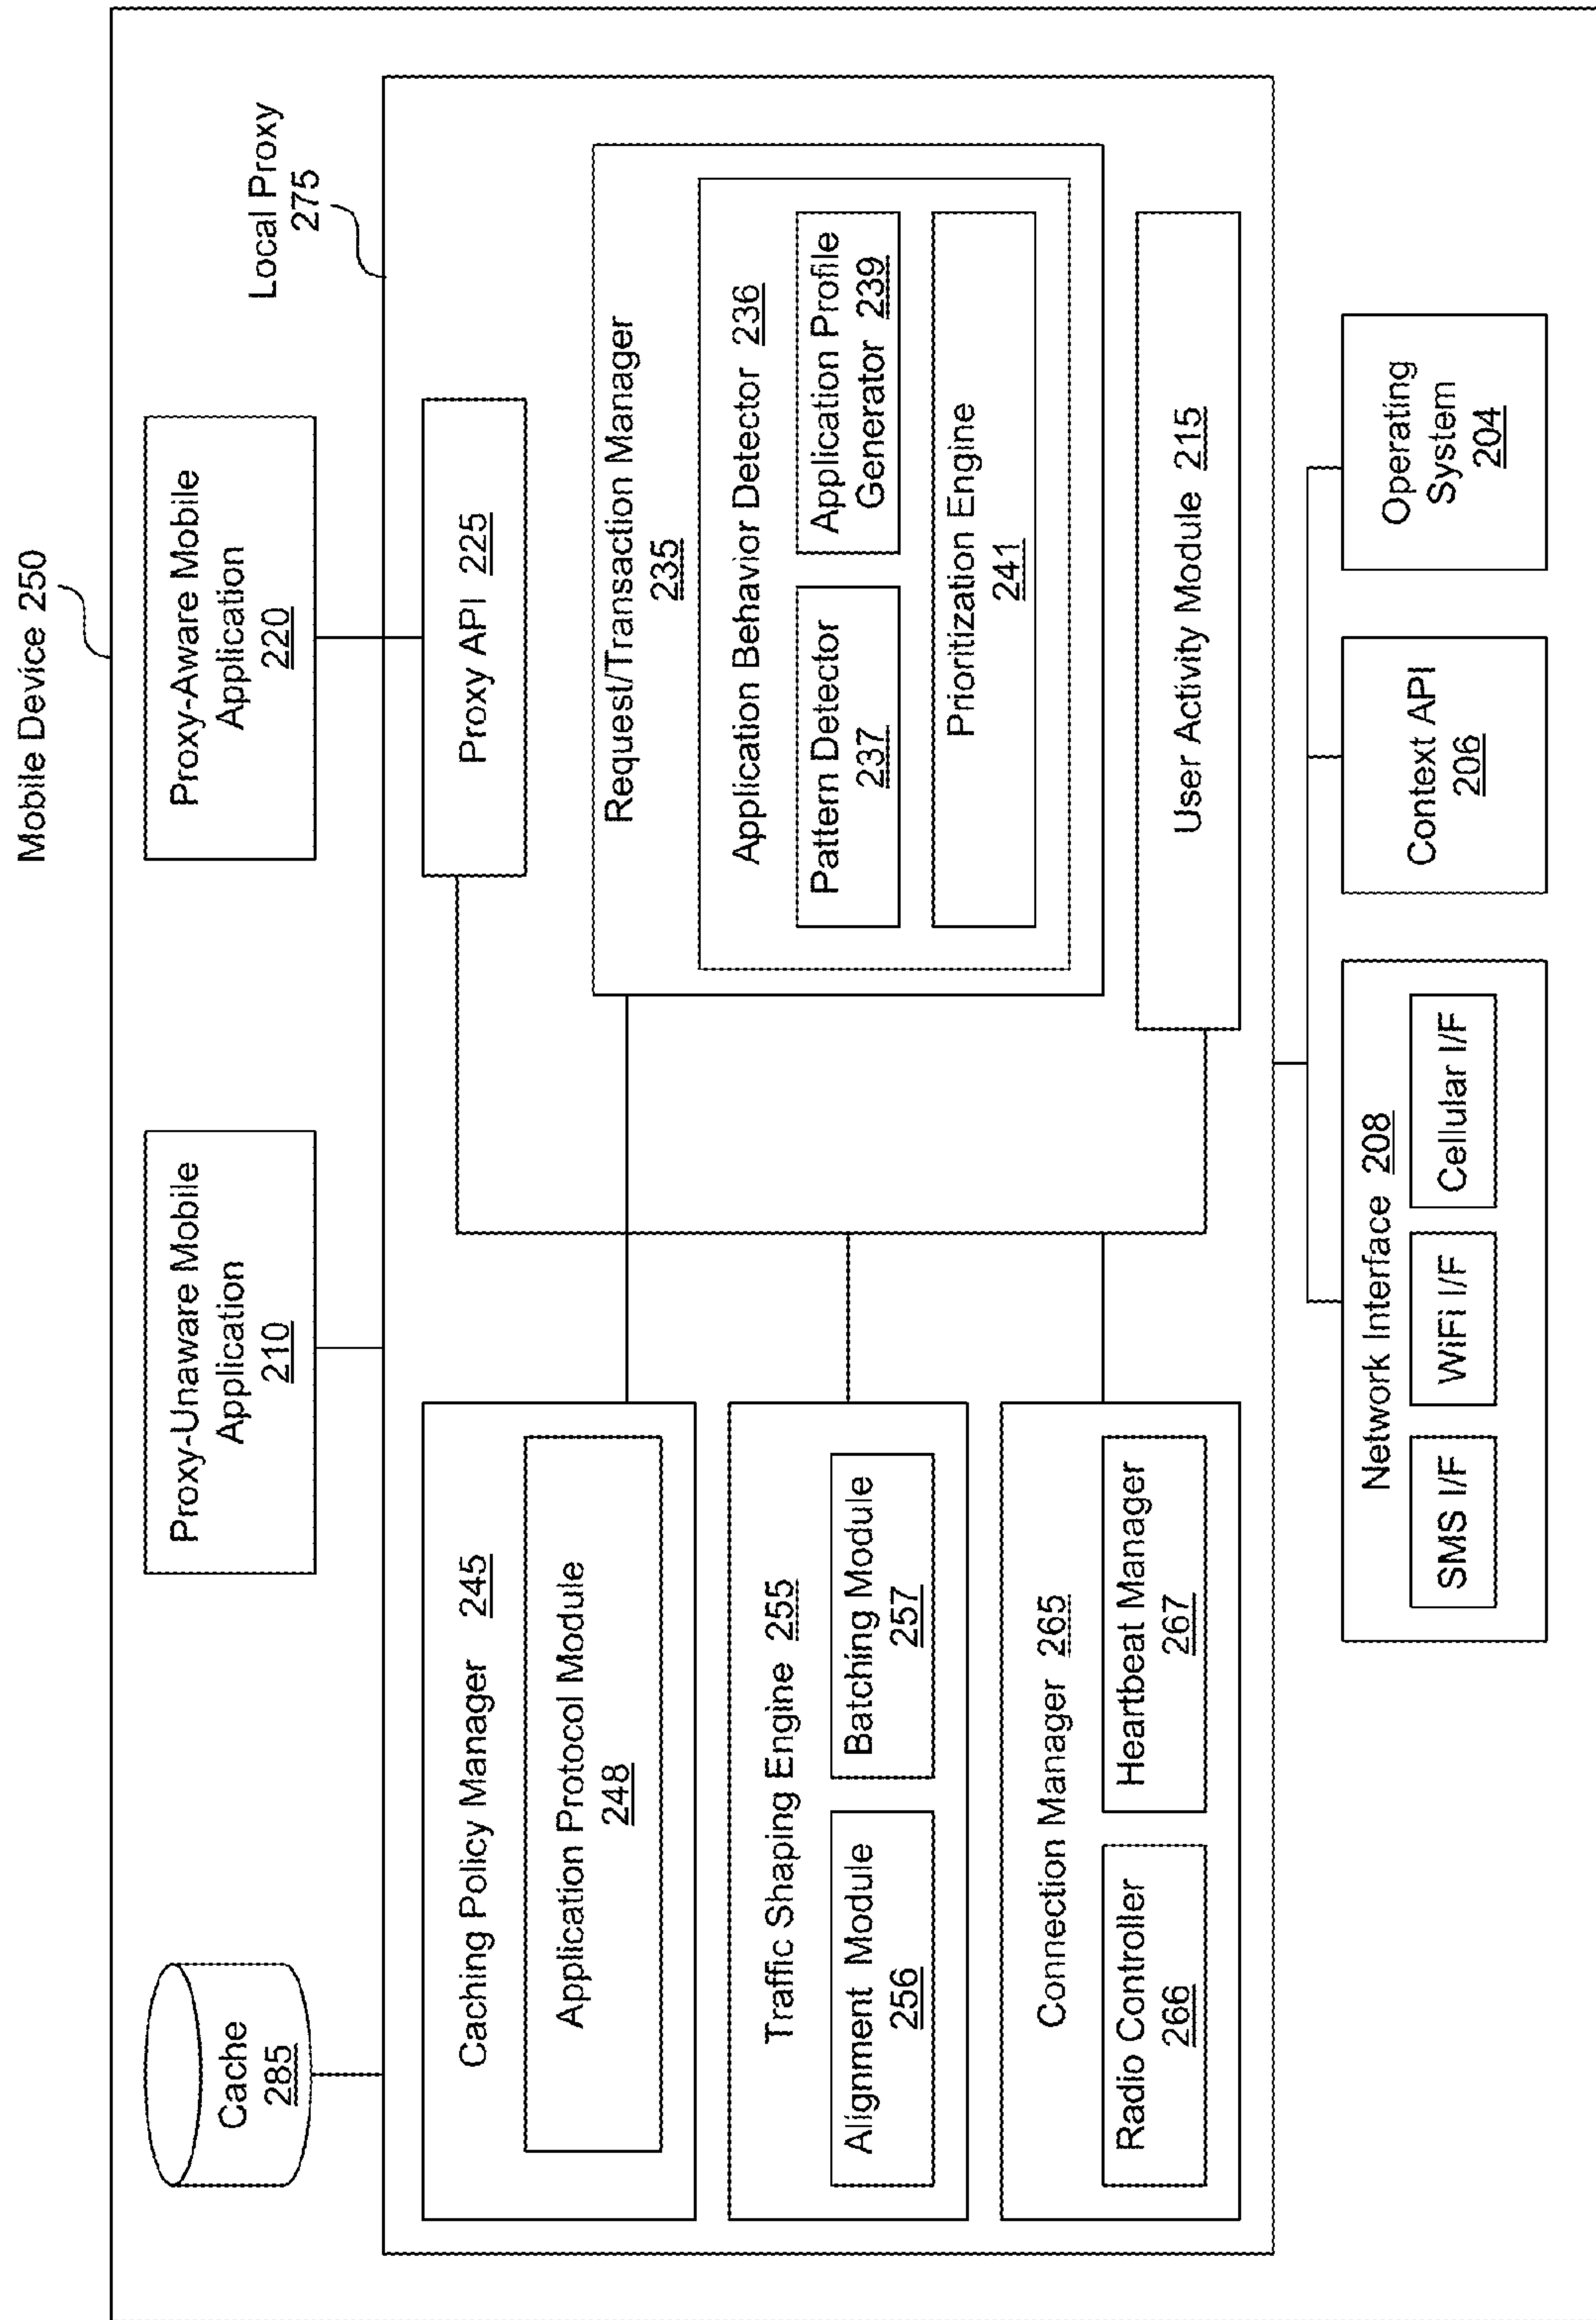 Mobile Device 250
Cache
285
Proxy-Unaware Mobile
Application
210
Proxy-Aware Mobile
Application
220
Local Proxy
275
Caching Policy Manager 245
Application Protocol Module
248
Proxy API 225
Traffic Shaping Engine 255
Alignment Module
256
Batching Module
257
Request/Transaction Manager
235
Application Behavior Detector 236
Pattern Detector
237
Application Profile
Generator 239
Prioritization Engine
241
Connection Manager 265
Radio Controller
266
Heartbeat Manager
267
User Activity Module 215
Network Interface 208
SMS I/F
WiFi I/F
Cellular I/F
Context API
206
Operating
System
204